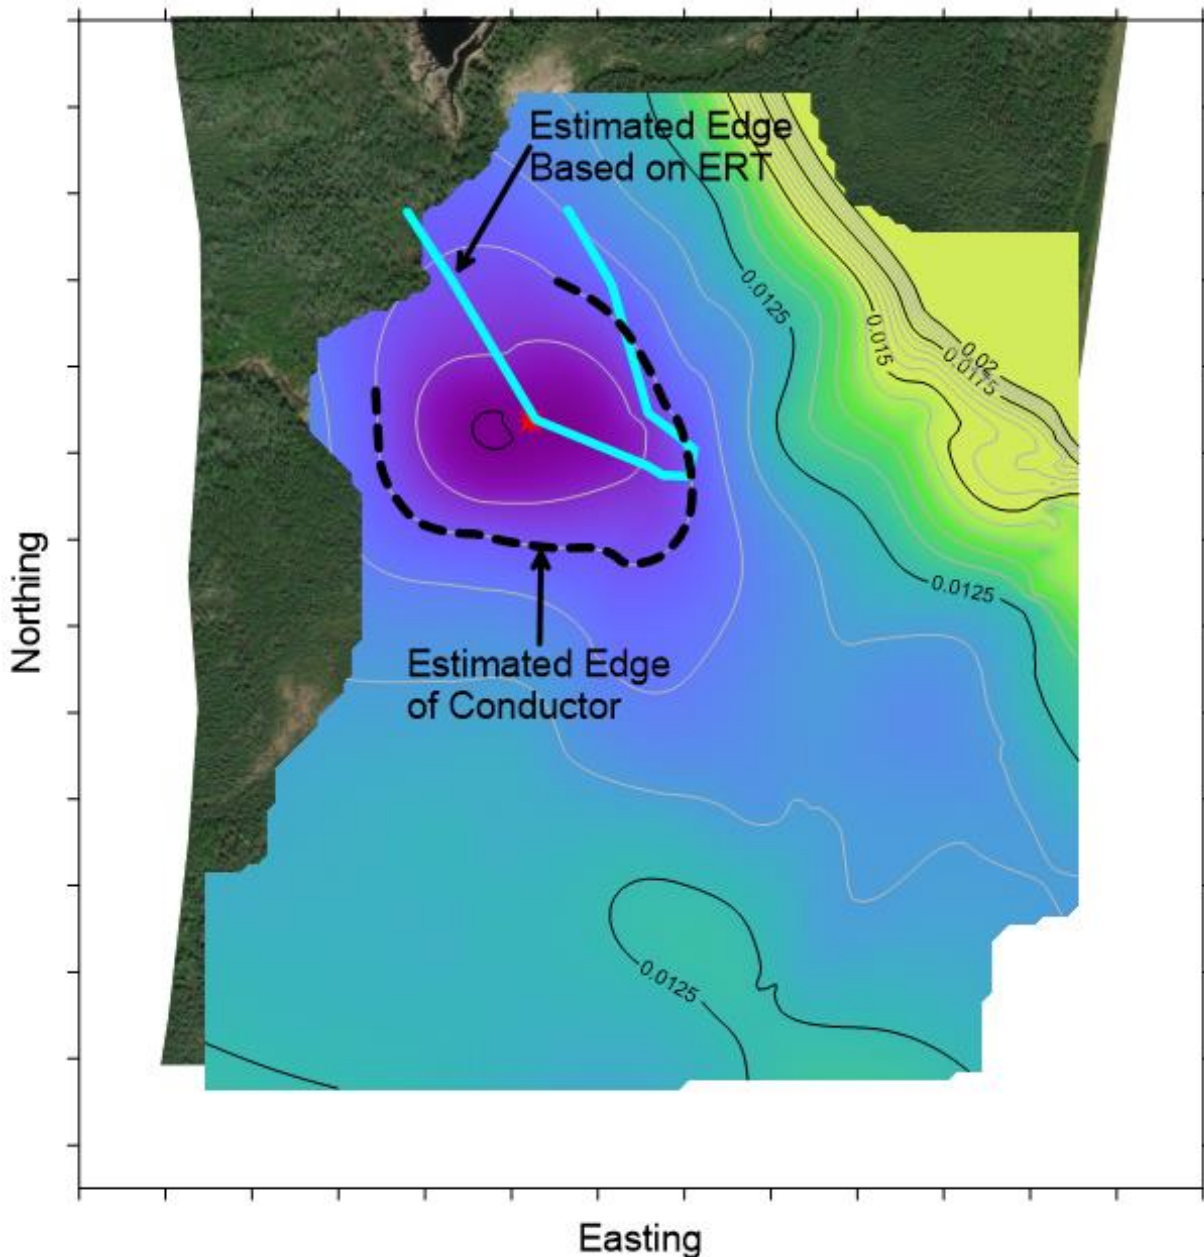 Estimated Edge
Based on ERT
0.0125
0.015
0.02
0.0175
0.0125
Estimated Edge
of Conductor
0.0125
Northing
Easting